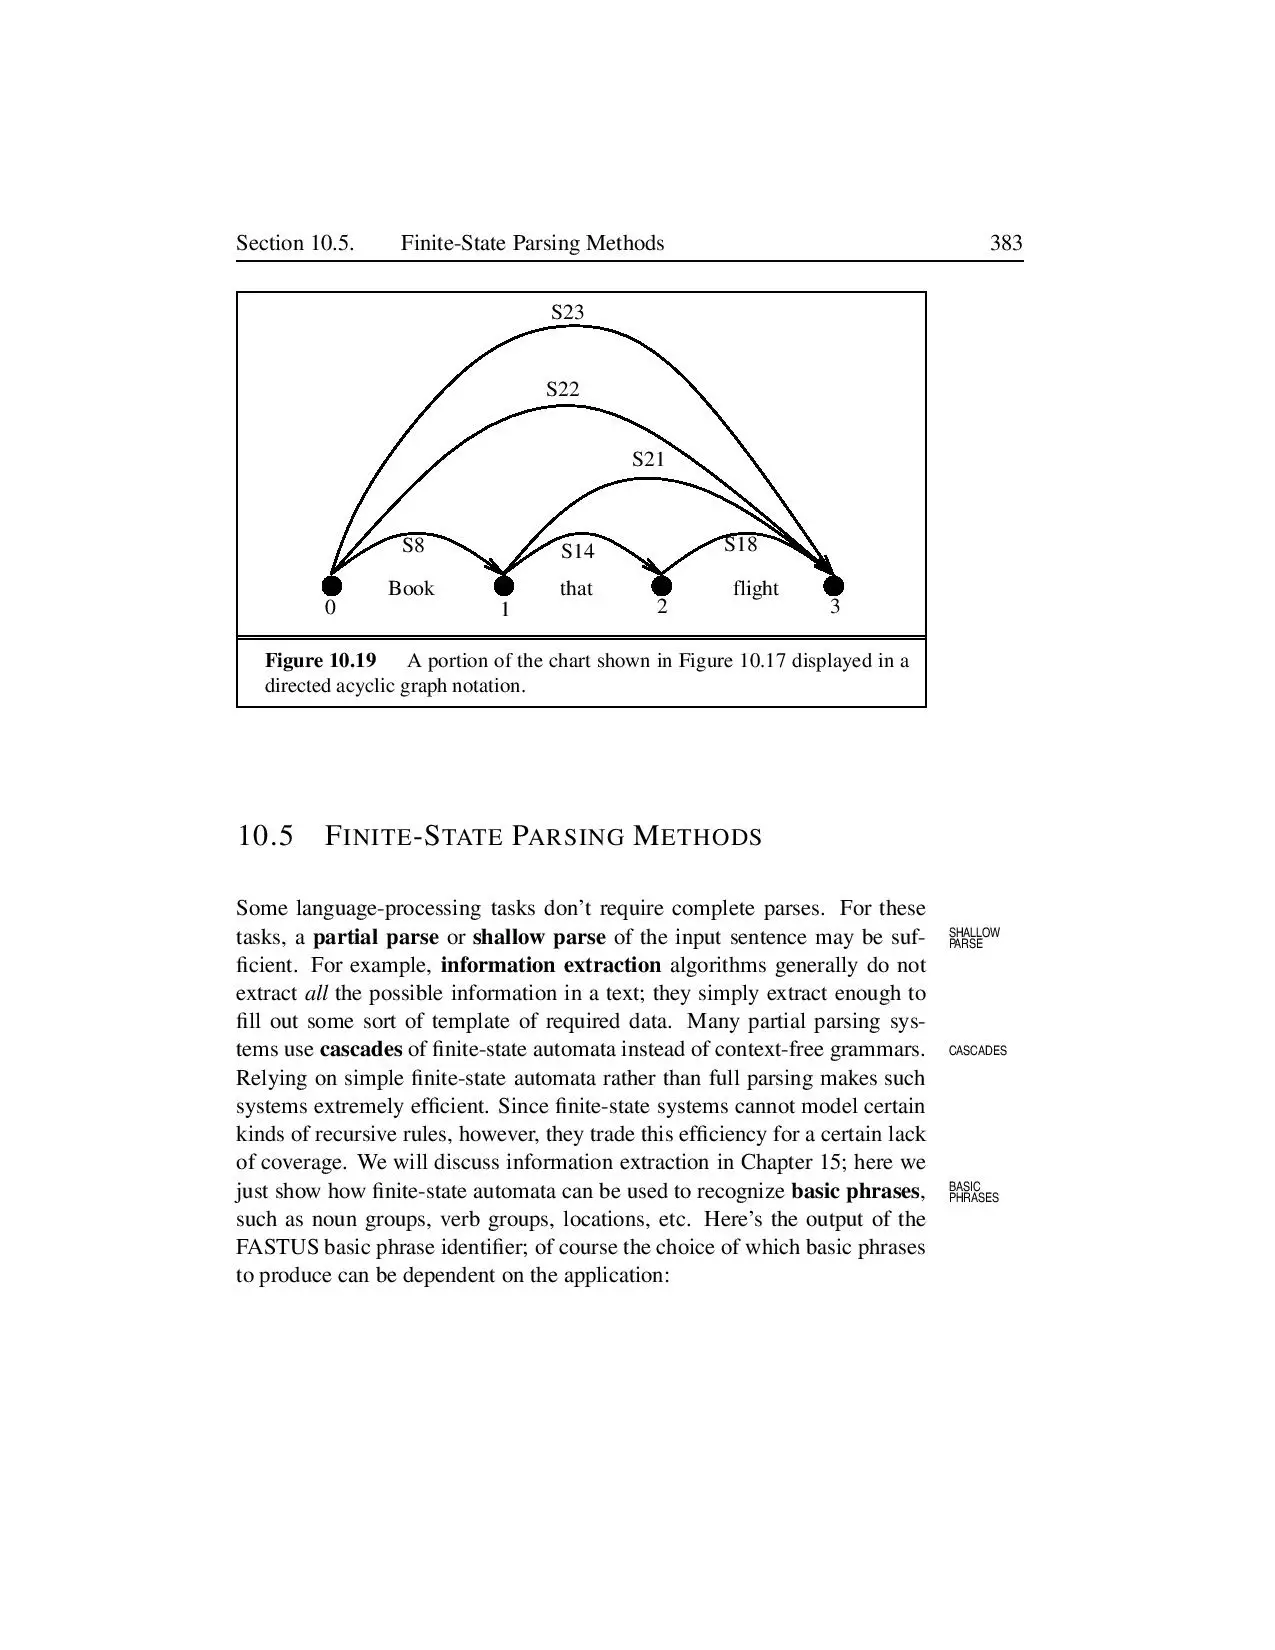 Section 10.5. Finite-State Parsing Methods 383
S23
S22
S21
S8 S14 S18
Book that flight
0 1 2 3
Figure 10.19 A portion of the chart shown in Figure 10.17 displayed in a
directed acyclic graph notation.
10.5 FINITE-STATE PARSING METHODS
Some language-processing tasks don’t require complete parses. For these
tasks, a partial parse or shallow parse of the input sentence may be suf-
SHALLOW
PARSE
ficient. For example, information extraction algorithms generally do not
extract all the possible information in a text; they simply extract enough to
fill out some sort of template of required data. Many partial parsing sys-
tems use cascades of finite-state automata instead of context-free grammars.
CASCADES
Relying on simple finite-state automata rather than full parsing makes such
systems extremely efficient. Since finite-state systems cannot model certain
kinds of recursive rules, however, they trade this efficiency for a certain lack
of coverage. We will discuss information extraction in Chapter 15; here we
just show how finite-state automata can be used to recognize basic phrases,
BASIC
PHRASES
such as noun groups, verb groups, locations, etc. Here’s the output of the
FASTUS basic phrase identifier; of course the choice of which basic phrases
to produce can be dependent on the application: